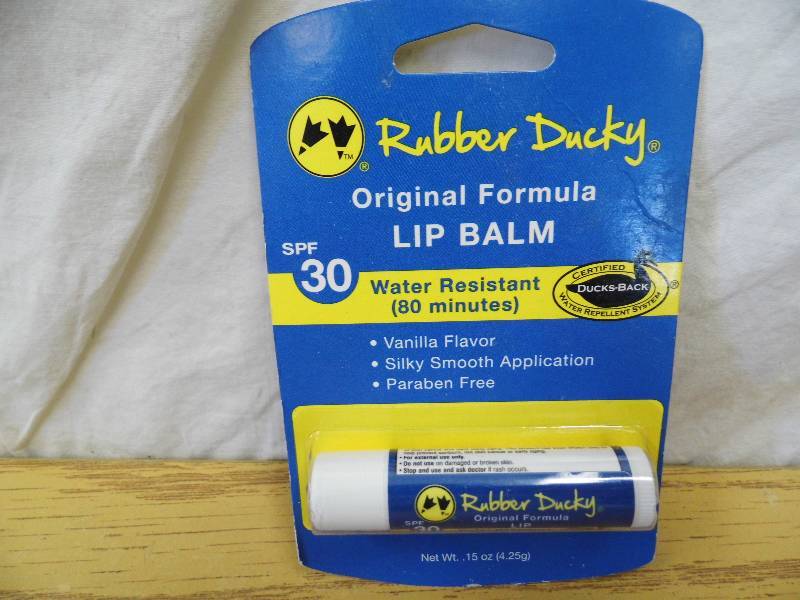 Rubber Ducky®
™ ®
Original Formula
LIP BALM
SPF
30
Water Resistant
(80 minutes)
CERTIFIED
DUCKS-BACK
WATER REPELLENT SYSTEM
®
• Vanilla Flavor
• Silky Smooth Application
• Paraben Free
• For external use only.
• Do not use on damaged or broken skin.
• Stop and use and ask doctor if rash occurs.
Rubber Ducky
Original Formula
SPF
30
LIP
Net Wt. .15 oz (4.25g)